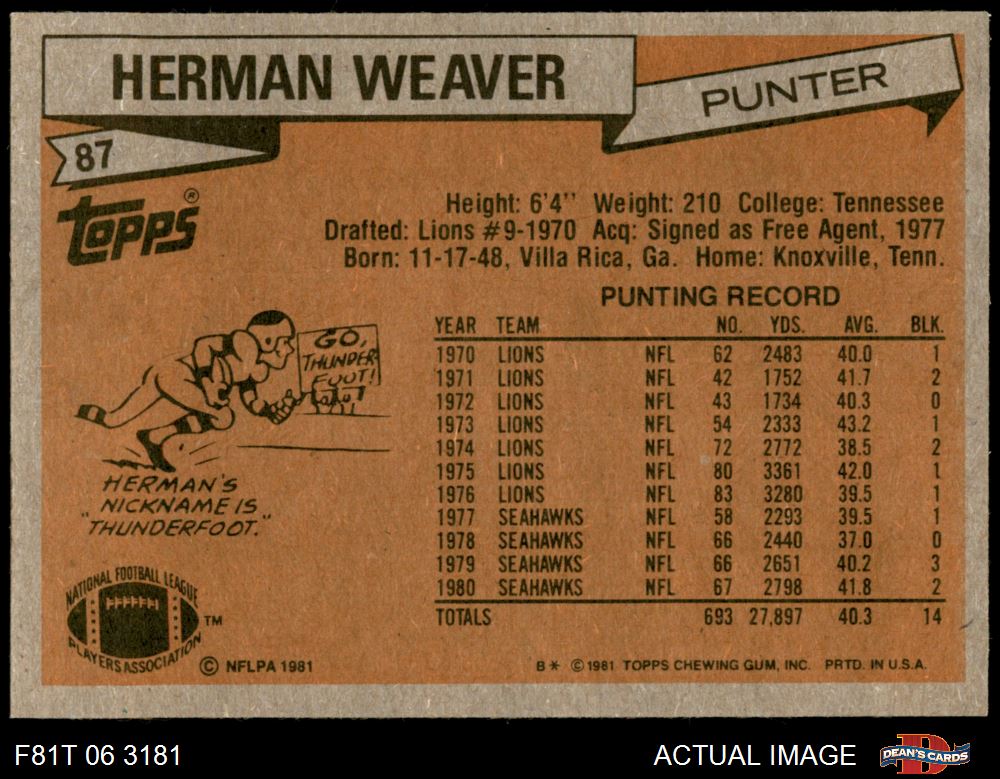 HERMAN WEAVER
PUNTER
87
TOPPS®
Height: 6'4'' Weight: 210 College: Tennessee
Drafted: Lions #9-1970 Acq: Signed as Free Agent, 1977
Born: 11-17-48, Villa Rica, Ga. Home: Knoxville, Tenn.
PUNTING RECORD
YEAR TEAM NO. YDS. AVG. BLK.
1970 LIONS NFL 62 2483 40.0 1
1971 LIONS NFL 42 1752 41.7 2
1972 LIONS NFL 43 1734 40.3 0
1973 LIONS NFL 54 2333 43.2 1
1974 LIONS NFL 72 2772 38.5 2
1975 LIONS NFL 80 3361 42.0 1
1976 LIONS NFL 83 3280 39.5 1
1977 SEAHAWKS NFL 58 2293 39.5 1
1978 SEAHAWKS NFL 66 2440 37.0 0
1979 SEAHAWKS NFL 66 2651 40.2 3
1980 SEAHAWKS NFL 67 2798 41.8 2
TOTALS 693 27,897 40.3 14
GO,
THUNDER
FOOT!
HERMAN'S
NICKNAME IS
"THUNDERFOOT."
NATIONAL FOOTBALL LEAGUE
PLAYERS ASSOCIATION
TM
© NFLPA 1981
B* © 1981 TOPPS CHEWING GUM, INC. PRTD. IN U.S.A.
F81T 06 3181
ACTUAL IMAGE
DEAN'S CARDS